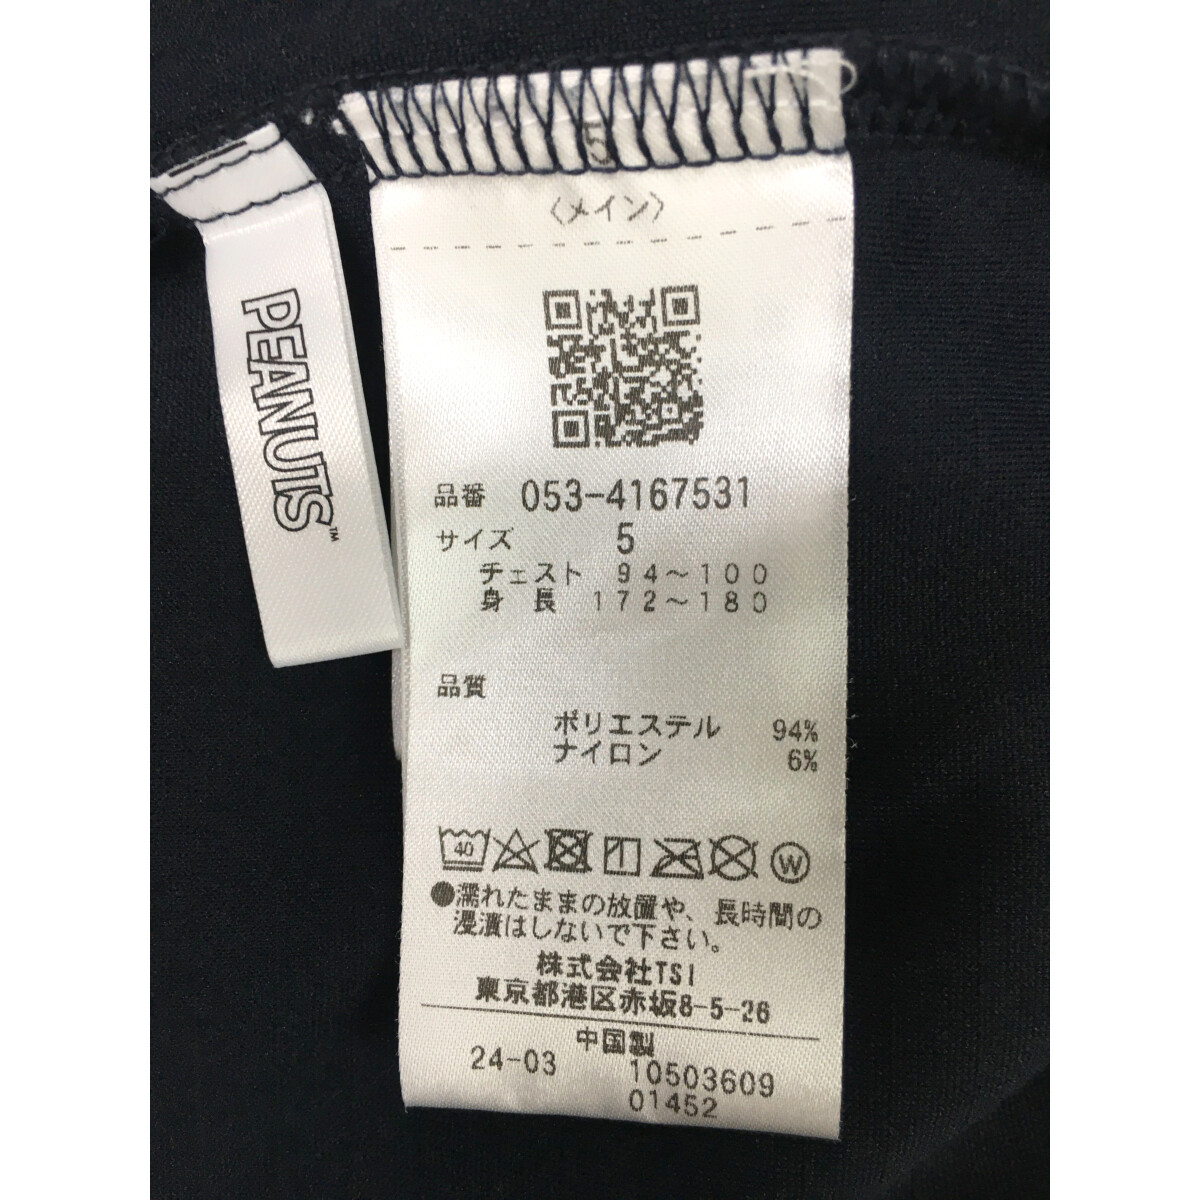 5
〈メイン〉
PEANUTS™
品番 053-4167531
サイズ 5
チェスト 94～100
身長 172～180
品質
ポリエステル 94%
ナイロン 6%
40
W
●濡れたままの放置や、長時間の
浸漬はしないで下さい。
株式会社TSI
東京都港区赤坂8-5-26
中国製
24-03 10503609
01452